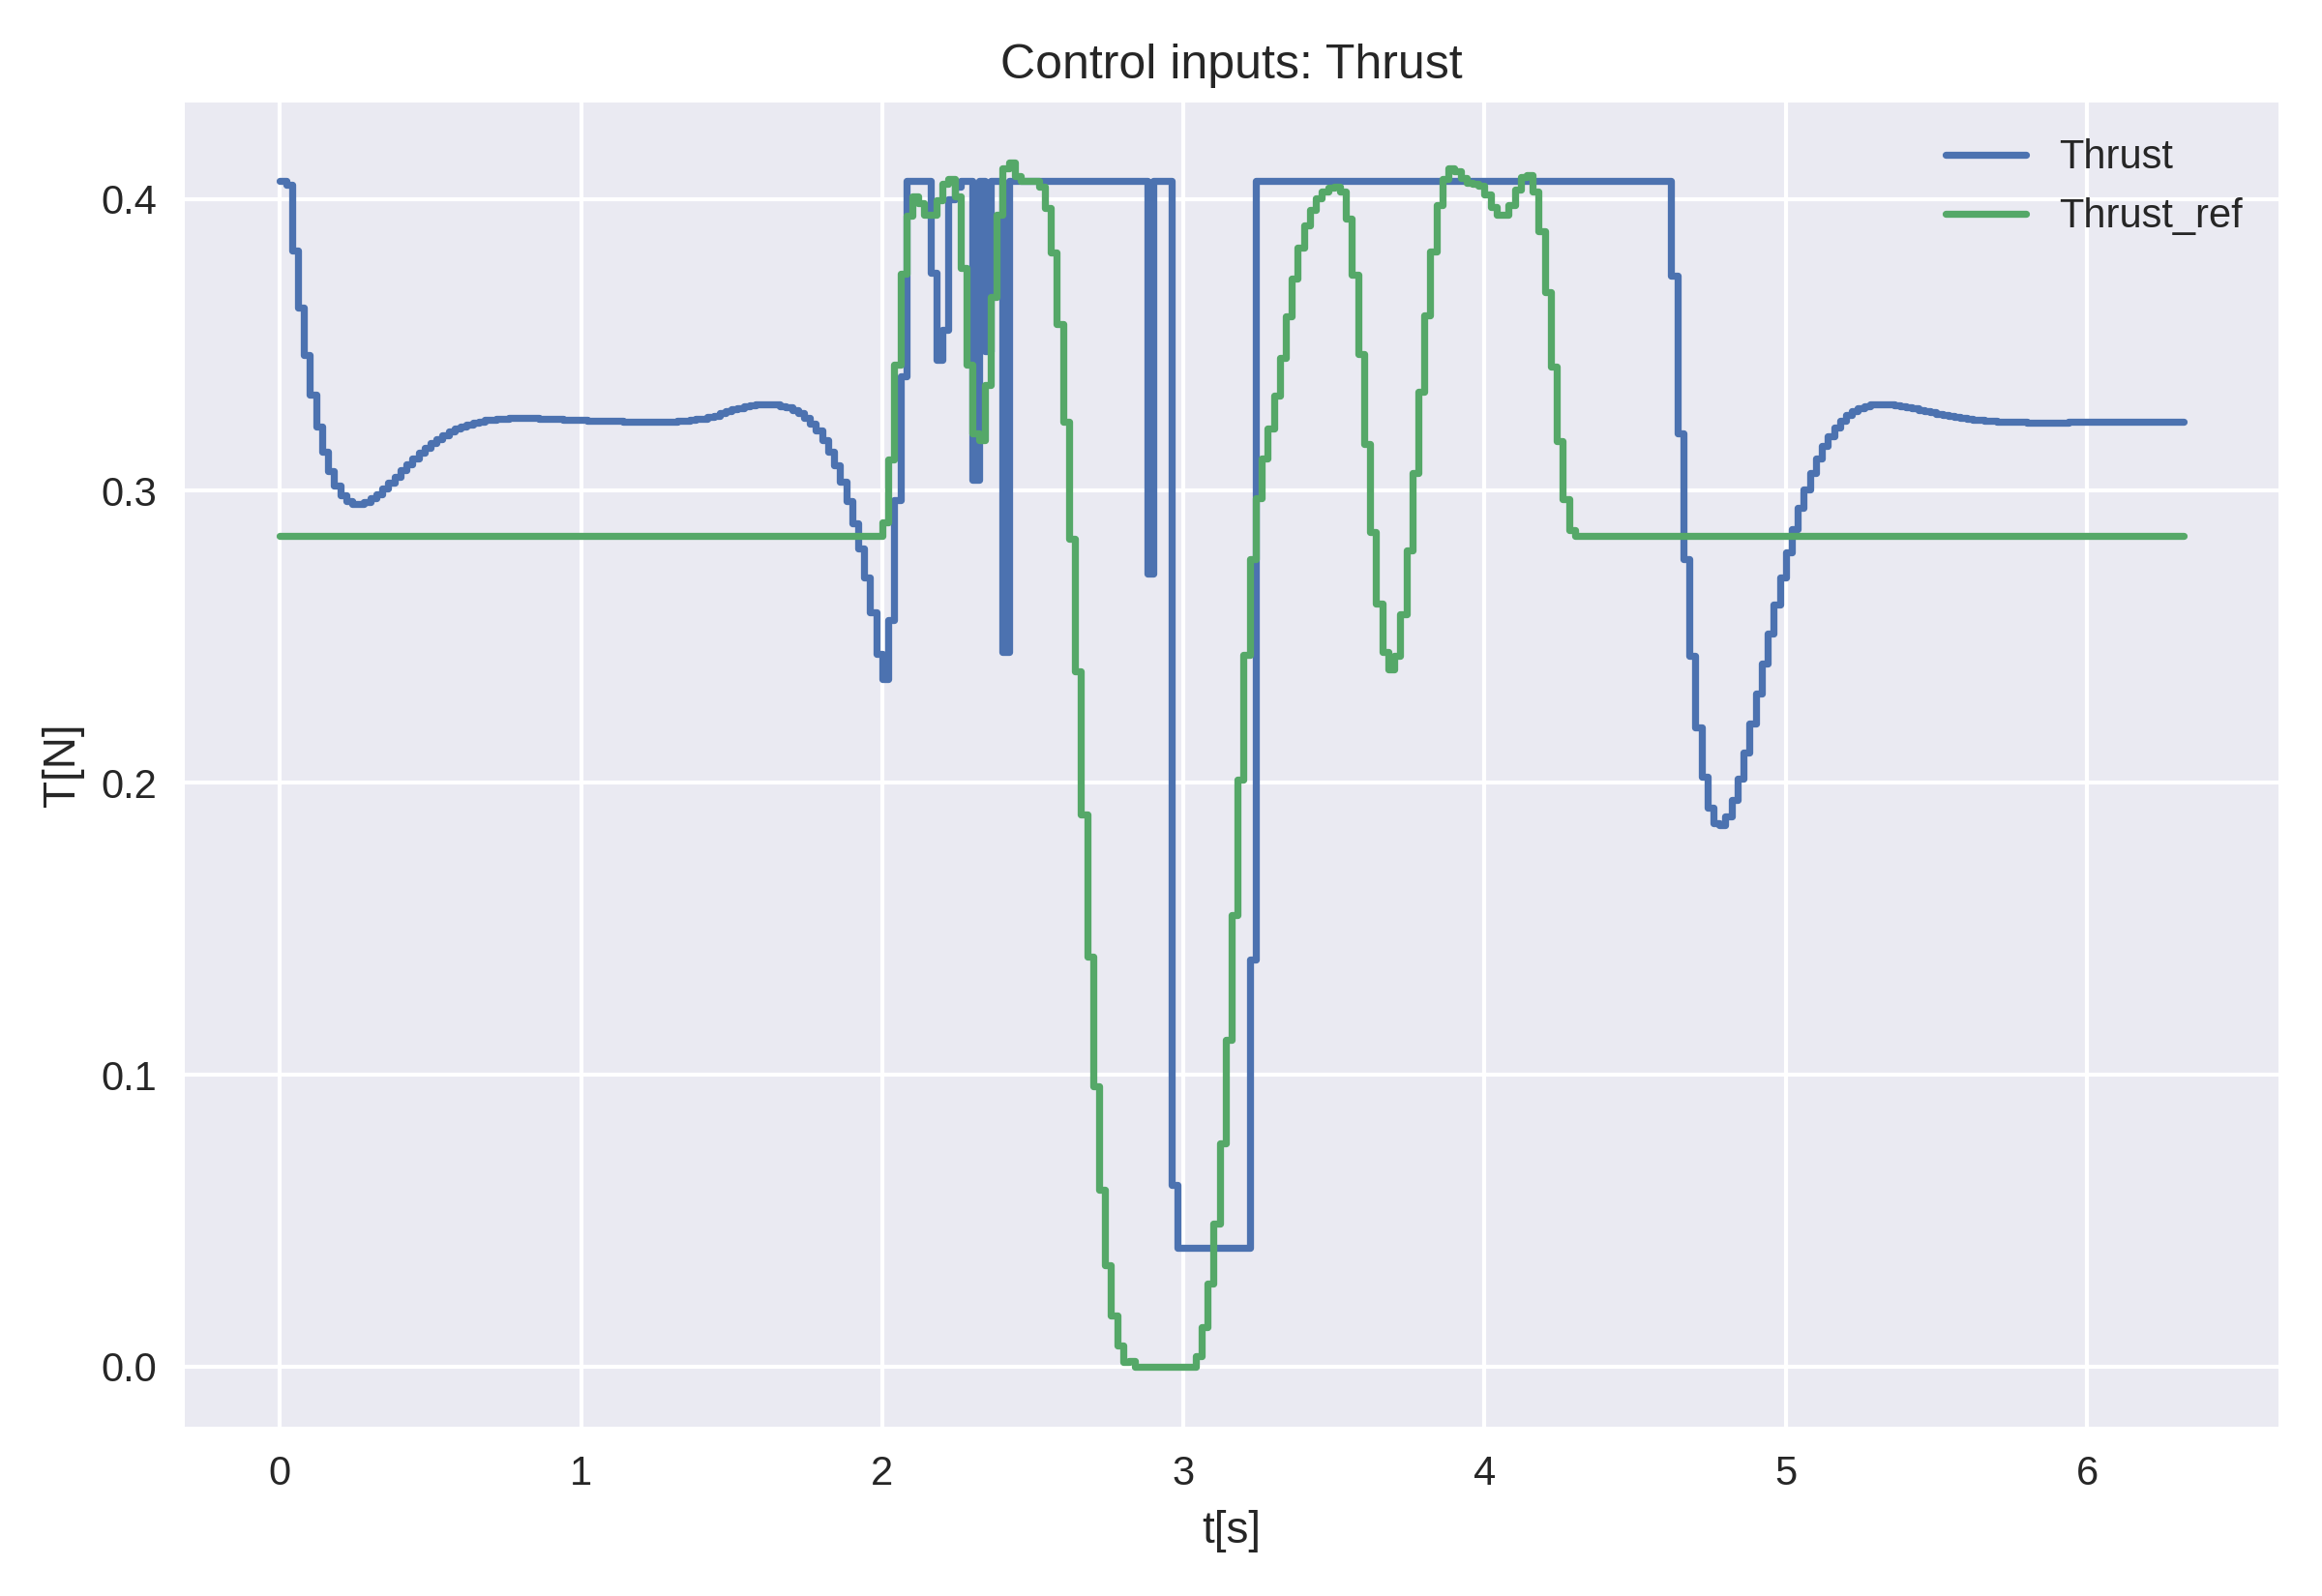 Control inputs: Thrust
Thrust
Thrust_ref
T[N]
0.4
0.3
0.2
0.1
0.0
0 1 2 3 4 5 6
t[s]